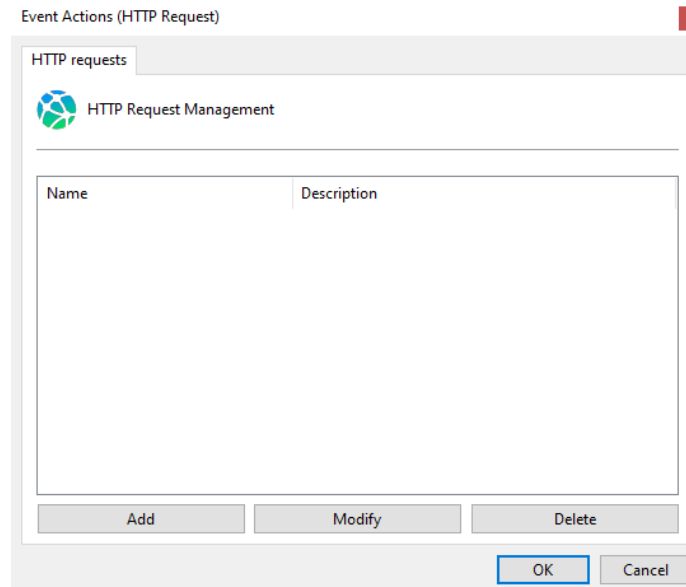 Event Actions (HTTP Request)
HTTP requests
HTTP Request Management
Name Description
Add Modify Delete
OK Cancel